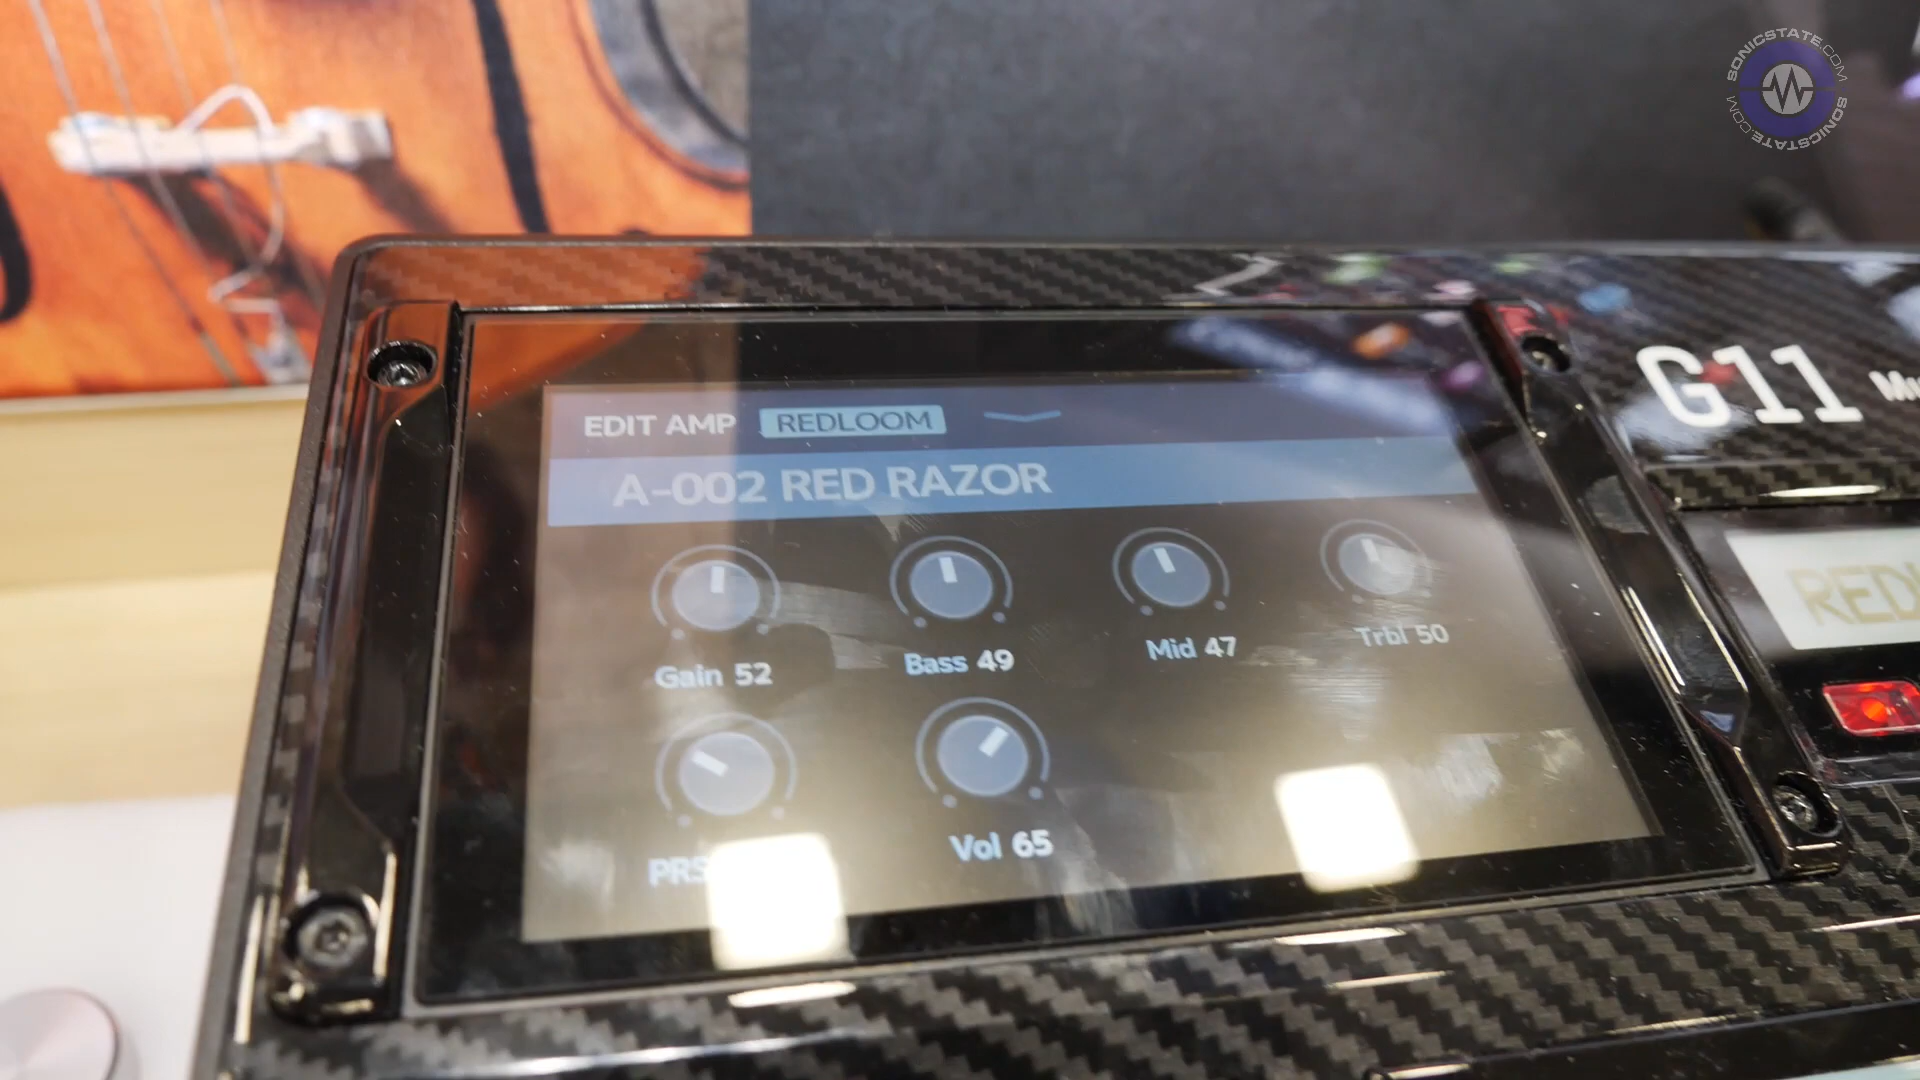 SONICSTATE.COM
SONICSTATE.COM
G11
EDIT AMP REDLOOM
A-002 RED RAZOR
Gain 52
Bass 49
Mid 47
Trbl 50
Vol 65